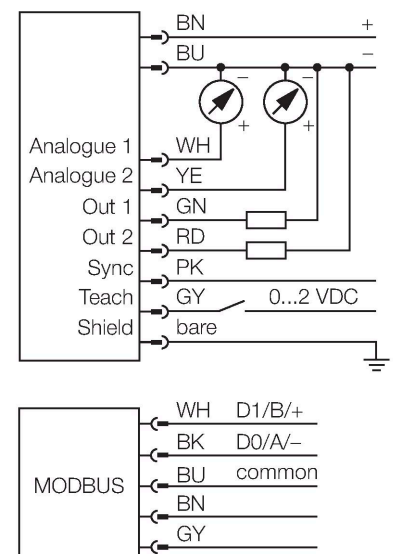 BN +
BU −
− −
+ +
Analogue 1 WH
Analogue 2 YE
Out 1 GN
Out 2 RD
Sync PK
Teach GY 0...2 VDC
Shield bare
WH D1/B/+
BK D0/A/−
MODBUS BU common
BN
GY